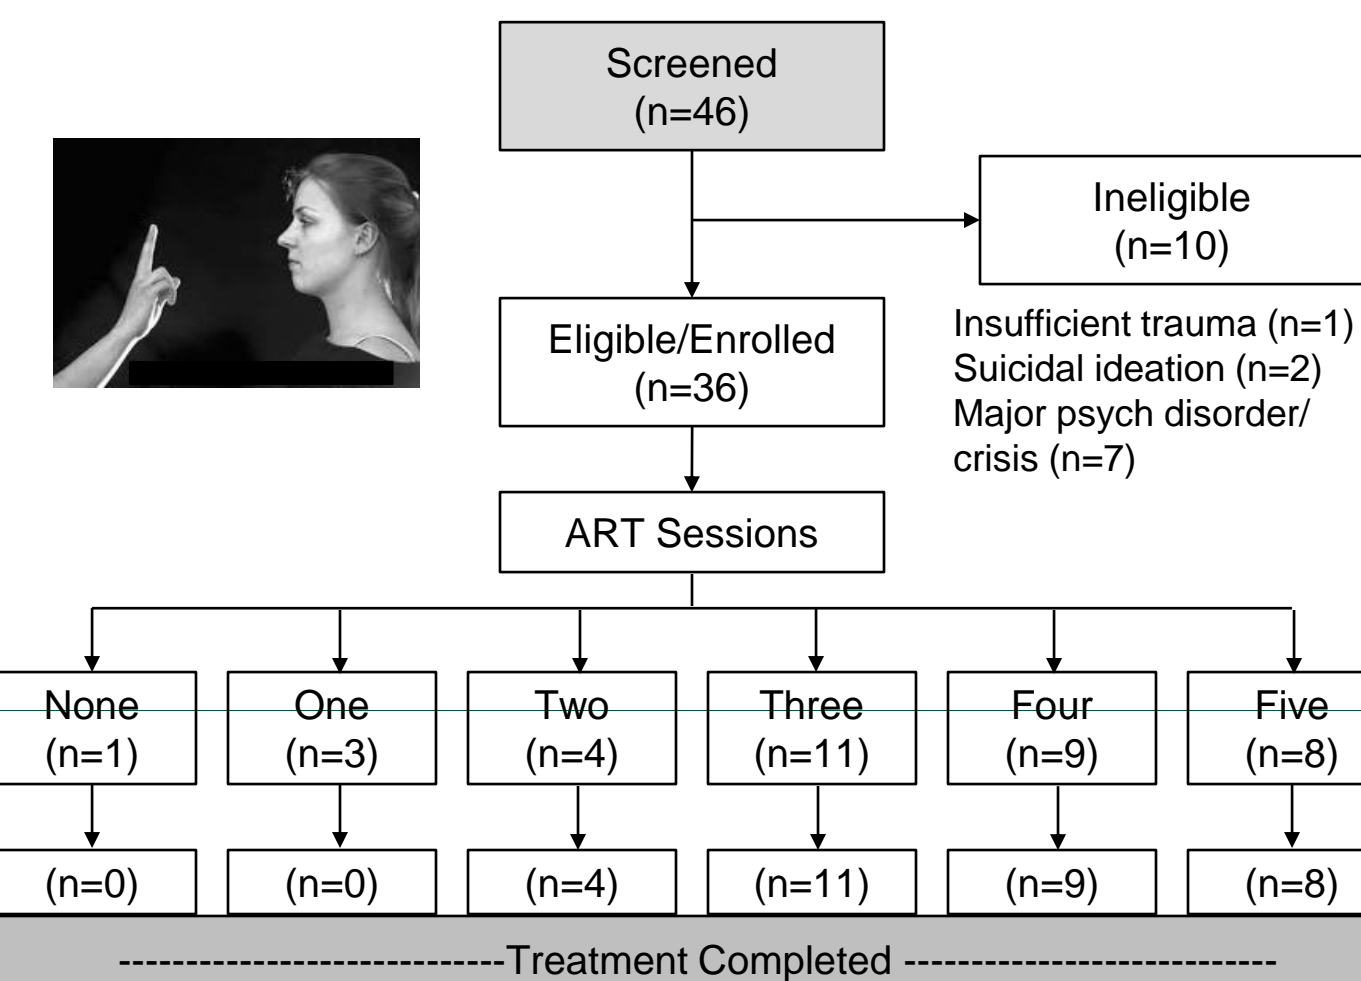 Screened
(n=46)
Ineligible
(n=10)
Insufficient trauma (n=1)
Suicidal ideation (n=2)
Major psych disorder/
crisis (n=7)
Eligible/Enrolled
(n=36)
ART Sessions
None
(n=1)
One
(n=3)
Two
(n=4)
Three
(n=11)
Four
(n=9)
Five
(n=8)
(n=0)
(n=0)
(n=4)
(n=11)
(n=9)
(n=8)
-----------------------------Treatment Completed ----------------------------